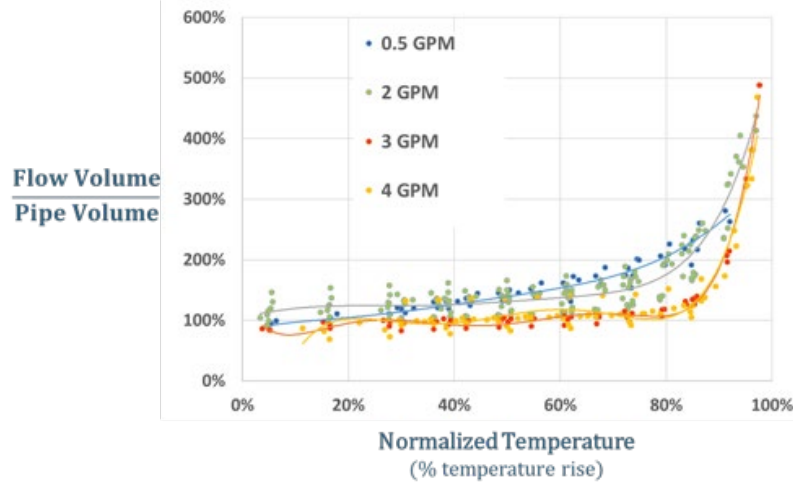 600%
500%
400%
300%
200%
100%
0%
Flow Volume
Pipe Volume
0.5 GPM
2 GPM
3 GPM
4 GPM
0% 20% 40% 60% 80% 100%
Normalized Temperature
(% temperature rise)